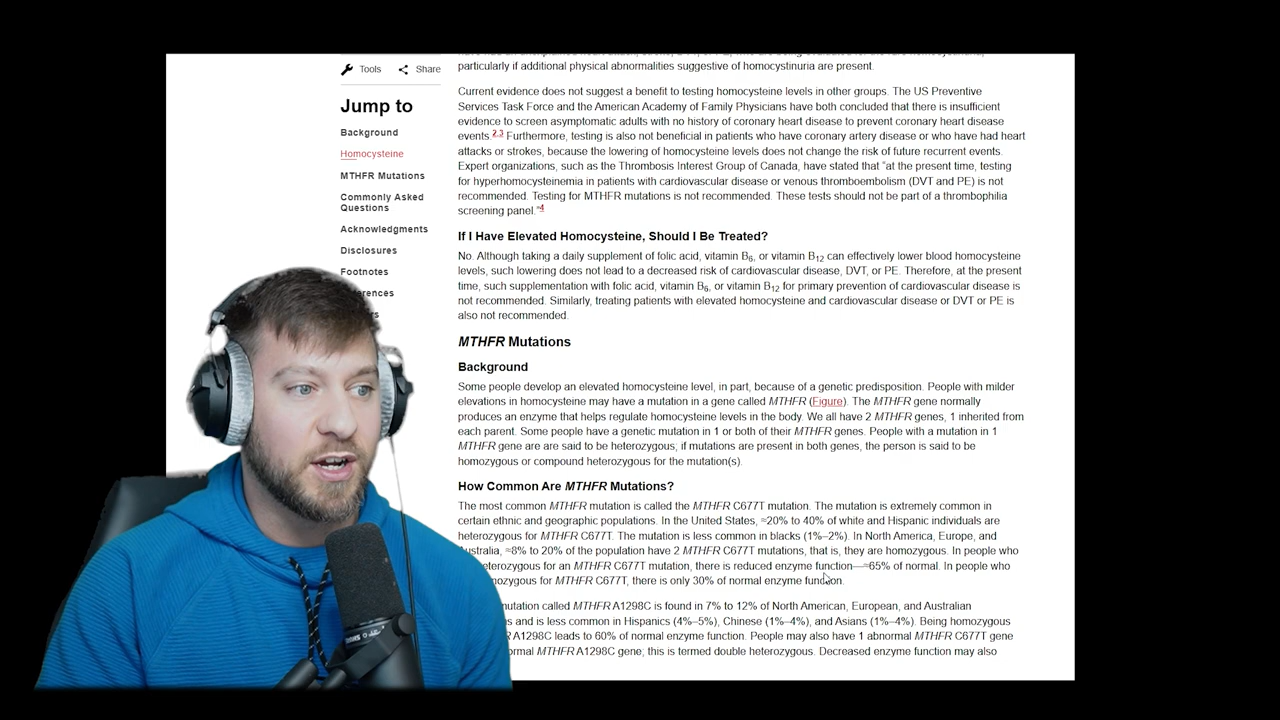 particularly if additional physical abnormalities suggestive of homocystinuria are present.
Tools
Share
Jump to
Background
Homocysteine
MTHFR Mutations
Commonly Asked
Questions
Acknowledgments
Disclosures
Footnotes
Current evidence does not suggest a benefit to testing homocysteine levels in other groups. The US Preventive
Services Task Force and the American Academy of Family Physicians have both concluded that there is insufficient
evidence to screen asymptomatic adults with no history of coronary heart disease to prevent coronary heart disease
events.2,3 Furthermore, testing is also not beneficial in patients who have coronary artery disease or who have had heart
attacks or strokes, because the lowering of homocysteine levels does not change the risk of future recurrent events.
Expert organizations, such as the Thrombosis Interest Group of Canada, have stated that "at the present time, testing
for hyperhomocysteinemia in patients with cardiovascular disease or venous thromboembolism (DVT and PE) is not
recommended. Testing for MTHFR mutations is not recommended. These tests should not be part of a thrombophilia
screening panel."4
If I Have Elevated Homocysteine, Should I Be Treated?
No. Although taking a daily supplement of folic acid, vitamin B6, or vitamin B12 can effectively lower blood homocysteine
levels, such lowering does not lead to a decreased risk of cardiovascular disease, DVT, or PE. Therefore, at the present
time, such supplementation with folic acid, vitamin B6, or vitamin B12 for primary prevention of cardiovascular disease is
not recommended. Similarly, treating patients with elevated homocysteine and cardiovascular disease or DVT or PE is
also not recommended.
MTHFR Mutations
Background
Some people develop an elevated homocysteine level, in part, because of a genetic predisposition. People with milder
elevations in homocysteine may have a mutation in a gene called MTHFR (Figure). The MTHFR gene normally
produces an enzyme that helps regulate homocysteine levels in the body. We all have 2 MTHFR genes, 1 inherited from
each parent. Some people have a genetic mutation in 1 or both of their MTHFR genes. People with a mutation in 1
MTHFR gene are are said to be heterozygous; if mutations are present in both genes, the person is said to be
homozygous or compound heterozygous for the mutation(s).
How Common Are MTHFR Mutations?
The most common MTHFR mutation is called the MTHFR C677T mutation. The mutation is extremely common in
certain ethnic and geographic populations. In the United States, ≈20% to 40% of white and Hispanic individuals are
heterozygous for MTHFR C677T. The mutation is less common in blacks (1%–2%). In North America, Europe, and
Australia, ≈8% to 20% of the population have 2 MTHFR C677T mutations, that is, they are homozygous. In people who
heterozygous for an MTHFR C677T mutation, there is reduced enzyme function—≈65% of normal. In people who
for MTHFR C677T, there is only 30% of normal enzyme function.
mutation called MTHFR A1298C is found in 7% to 12% of North American, European, and Australian
and is less common in Hispanics (4%–5%), Chinese (1%–4%), and Asians (1%–4%). Being homozygous
A1298C leads to 60% of normal enzyme function. People may also have 1 abnormal MTHFR C677T gene
MTHFR A1298C gene; this is termed double heterozygous. Decreased enzyme function may also